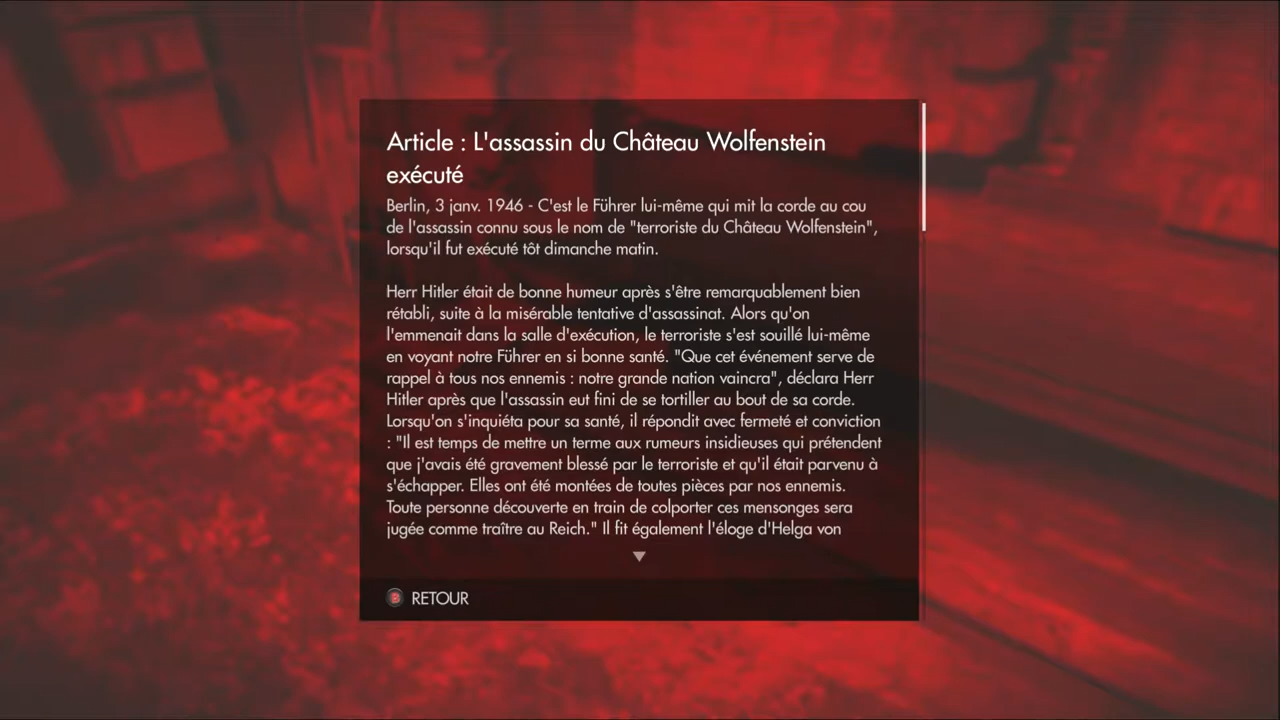 Article : L'assassin du Château Wolfenstein
exécuté
Berlin, 3 janv. 1946 - C'est le Führer lui-même qui mit la corde au cou
de l'assassin connu sous le nom de "terroriste du Château Wolfenstein",
lorsqu'il fut exécuté tôt dimanche matin.
Herr Hitler était de bonne humeur après s'être remarquablement bien
rétabli, suite à la misérable tentative d'assassinat. Alors qu'on
l'emmenait dans la salle d'exécution, le terroriste s'est souillé lui-même
en voyant notre Führer en si bonne santé. "Que cet événement serve de
rappel à tous nos ennemis : notre grande nation vaincra", déclara Herr
Hitler après que l'assassin eut fini de se tortiller au bout de sa corde.
Lorsqu'on s'inquiéta pour sa santé, il répondit avec fermeté et conviction
: "Il est temps de mettre un terme aux rumeurs insidieuses qui prétendent
que j'avais été gravement blessé par le terroriste et qu'il était parvenu à
s'échapper. Elles ont été montées de toutes pièces par nos ennemis.
Toute personne découverte en train de colporter ces mensonges sera
jugée comme traître au Reich." Il fit également l'éloge d'Helga von
B RETOUR